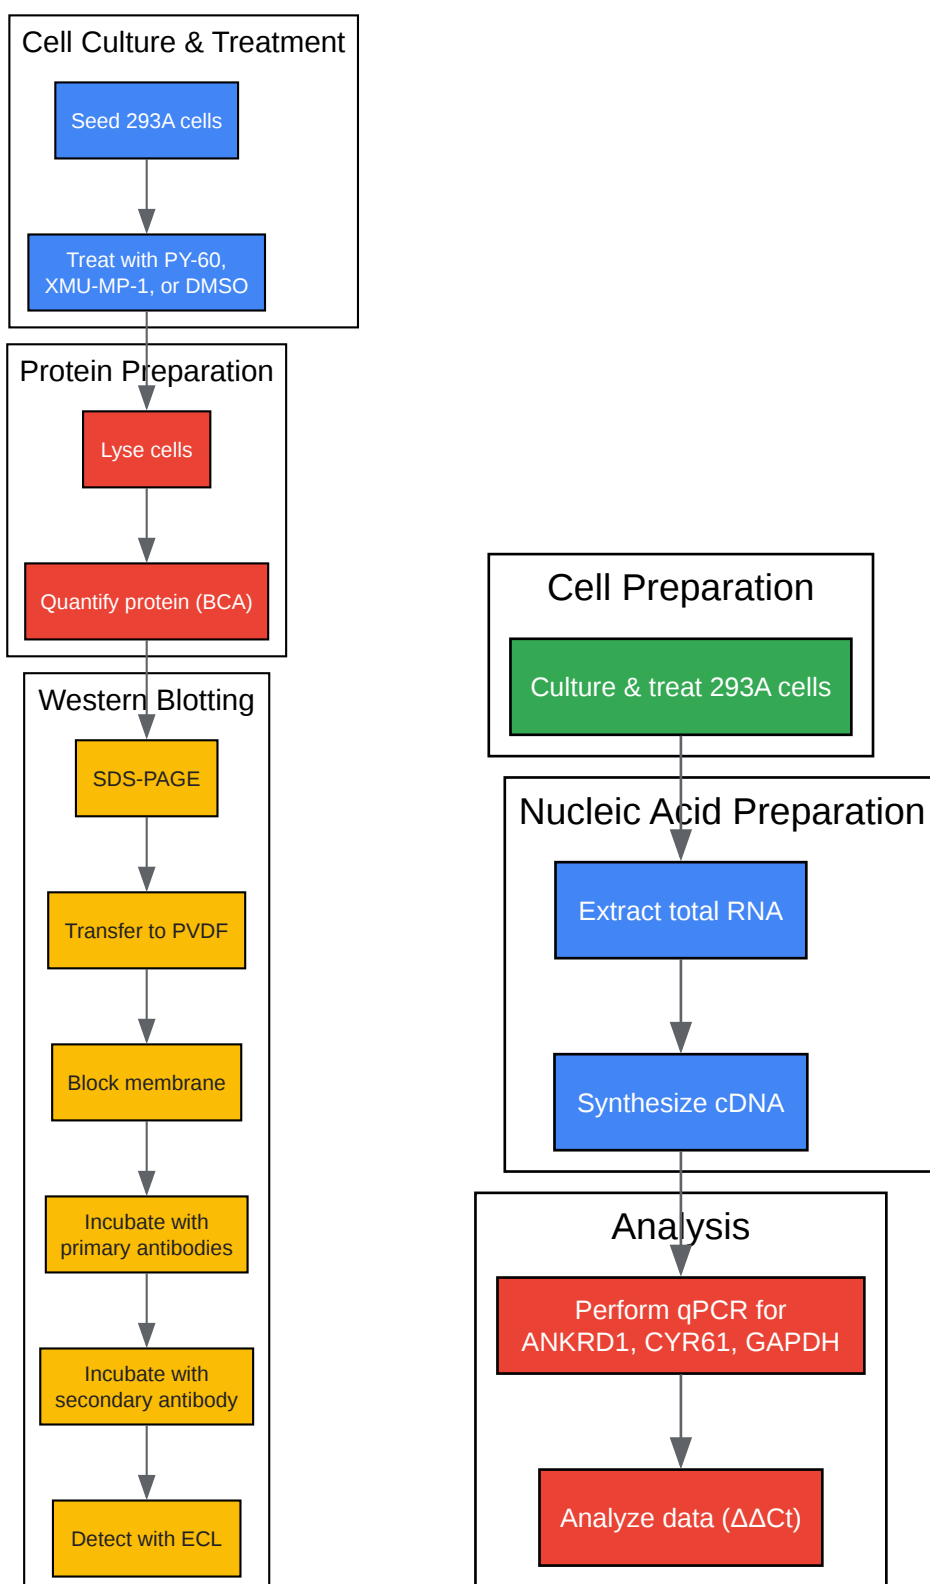 Cell Culture & Treatment
Seed 293A cells
Treat with PY-60,
XMU-MP-1, or DMSO
Protein Preparation
Lyse cells
Quantify protein (BCA)
Western Blotting
SDS-PAGE
Transfer to PVDF
Block membrane
Incubate with
primary antibodies
Incubate with
secondary antibody
Detect with ECL
Cell Preparation
Culture & treat 293A cells
Nucleic Acid Preparation
Extract total RNA
Synthesize cDNA
Analysis
Perform qPCR for
ANKRD1, CYR61, GAPDH
Analyze data (ΔΔCt)